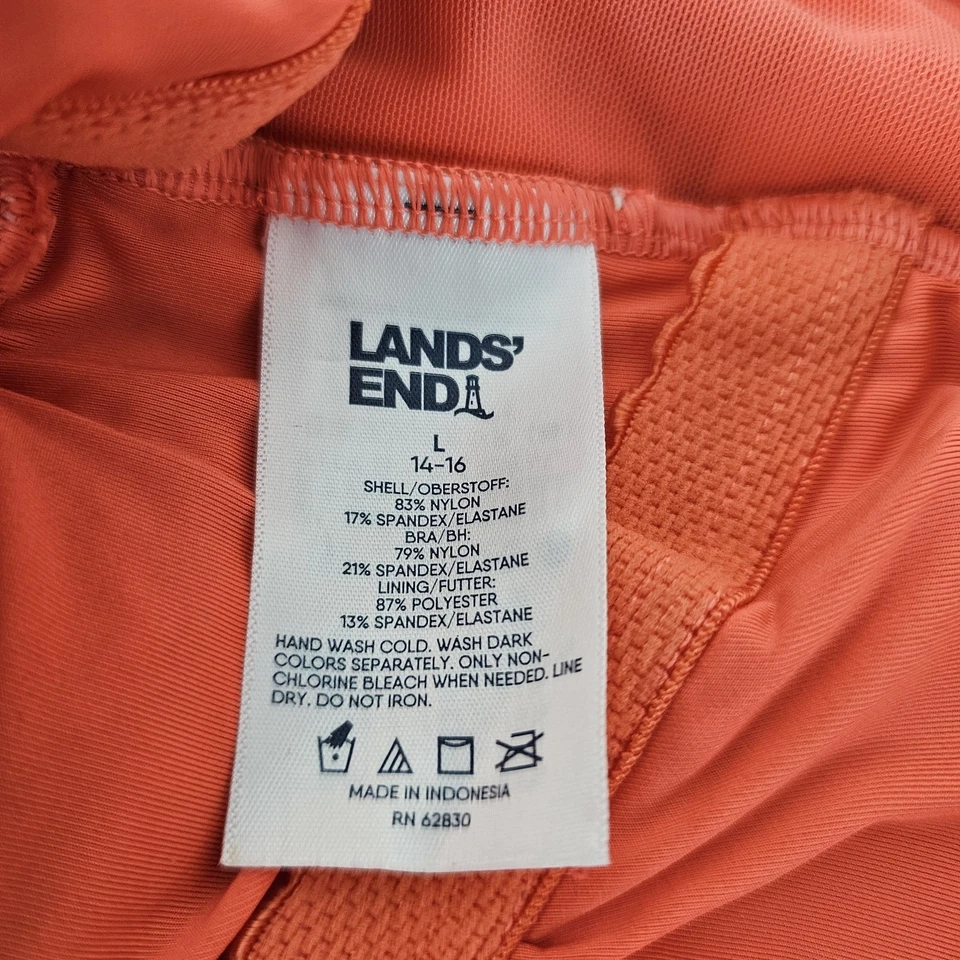 LANDS'
END
L
14-16
SHELL/OBERSTOFF:
83% NYLON
17% SPANDEX/ELASTANE
BRA/BH:
79% NYLON
21% SPANDEX/ELASTANE
LINING/FUTTER:
87% POLYESTER
13% SPANDEX/ELASTANE
HAND WASH COLD. WASH DARK
COLORS SEPARATELY. ONLY NON-
CHLORINE BLEACH WHEN NEEDED. LINE
DRY. DO NOT IRON.
MADE IN INDONESIA
RN 62830